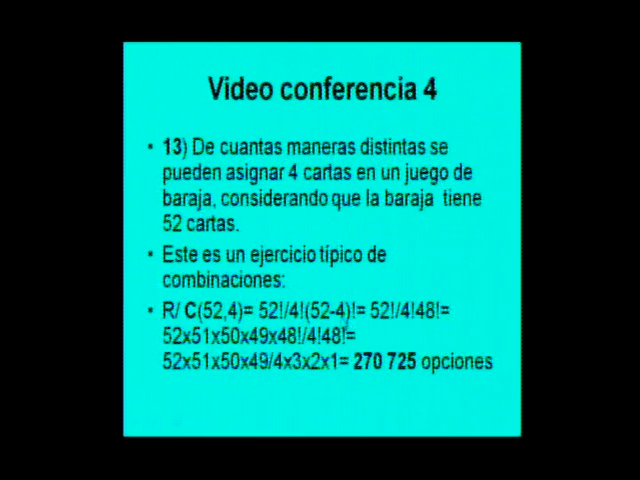 Video conferencia 4
• 13) De cuantas maneras distintas se
pueden asignar 4 cartas en un juego de
baraja, considerando que la baraja tiene
52 cartas.
• Este es un ejercicio típico de
combinaciones:
• R/ C(52,4)= 52!/4!(52-4)!= 52!/4!48!=
52x51x50x49x48!/4!48!=
52x51x50x49/4x3x2x1= 270 725 opciones